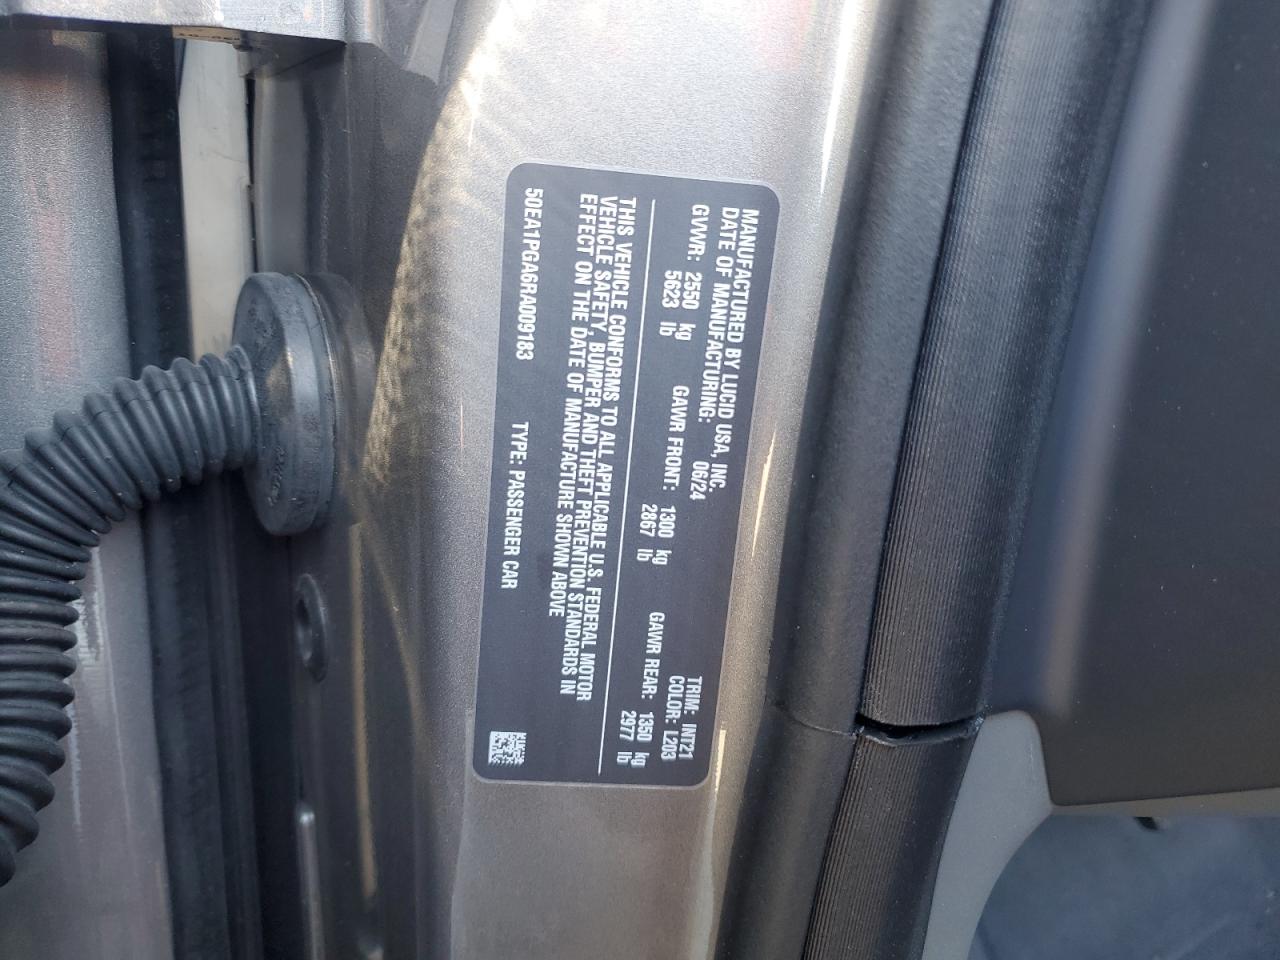 MANUFACTURED BY LUCID USA, INC.
DATE OF MANUFACTURING: 06/24
TRIM: INT21
COLOR: L203
GVWR: 2550 kg
5623 lb
GAWR FRONT: 1300 kg
2867 lb
GAWR REAR: 1350 kg
2977 lb
THIS VEHICLE CONFORMS TO ALL APPLICABLE U.S. FEDERAL MOTOR
VEHICLE SAFETY, BUMPER AND THEFT PREVENTION STANDARDS IN
EFFECT ON THE DATE OF MANUFACTURE SHOWN ABOVE
50EA1PGA6RA009183 TYPE: PASSENGER CAR